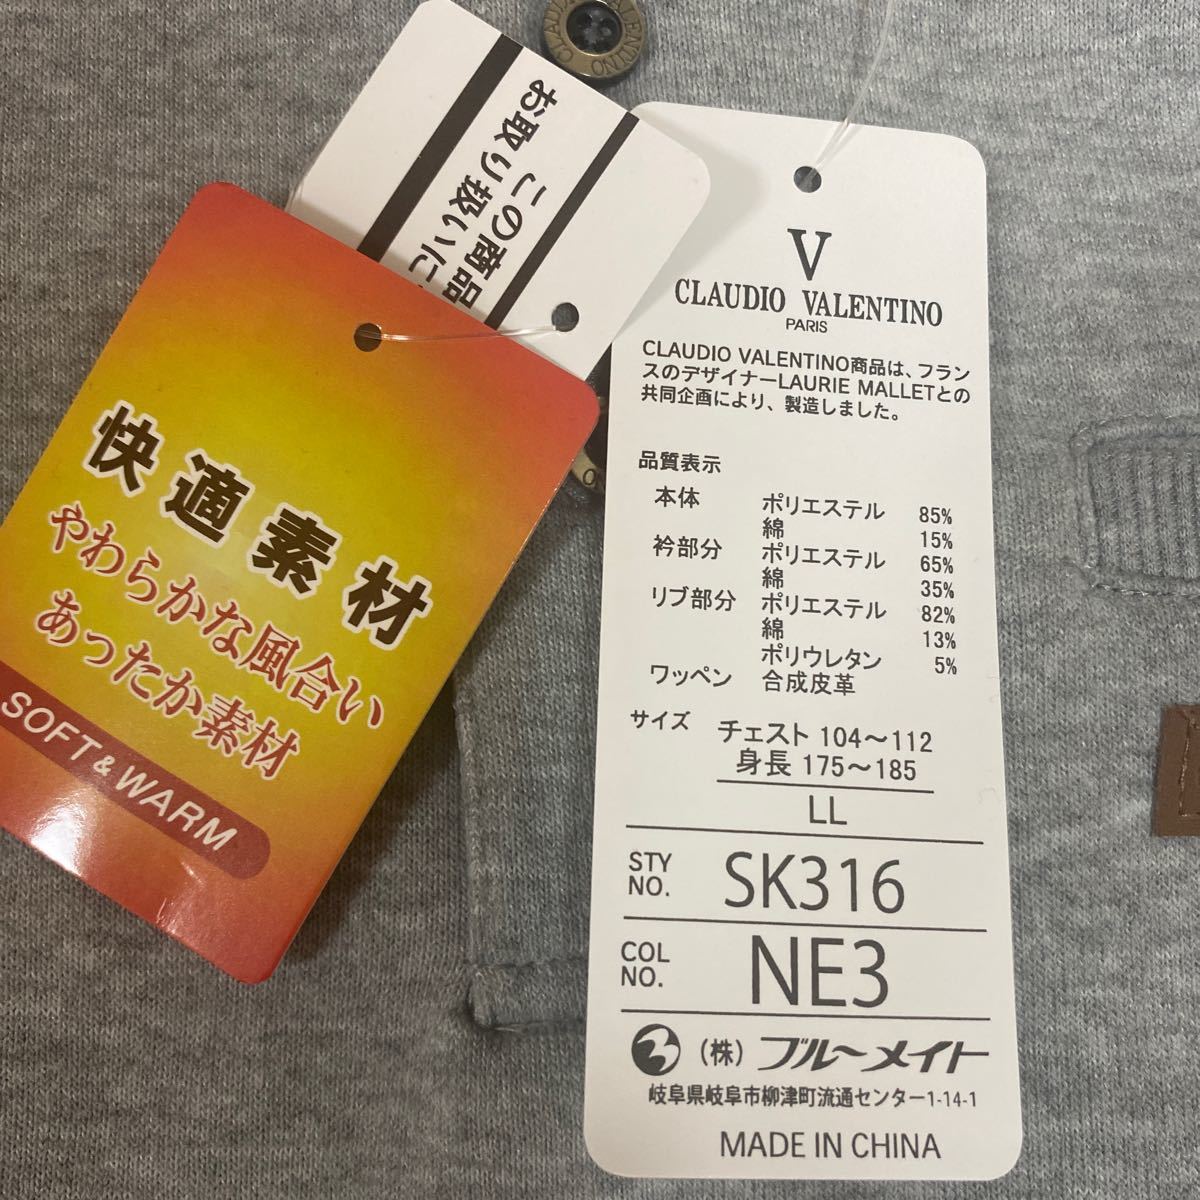 CLAUDIO VALENTINO
この商品
お取り扱いに
快適素材
やわらかな風合い
あったか素材
SOFT & WARM
V
CLAUDIO VALENTINO
PARIS
CLAUDIO VALENTINO商品は、フラン
スのデザイナーLAURIE MALLETとの
共同企画により、製造しました。
品質表示
本体 ポリエステル 85%
綿 15%
衿部分 ポリエステル 65%
綿 35%
リブ部分 ポリエステル 82%
綿 13%
ポリウレタン 5%
ワッペン 合成皮革
サイズ チェスト 104〜112
身長 175〜185
LL
STY NO. SK316
COL NO. NE3
(株) ブルーメイト
岐阜県岐阜市柳津町流通センター1-14-1
MADE IN CHINA